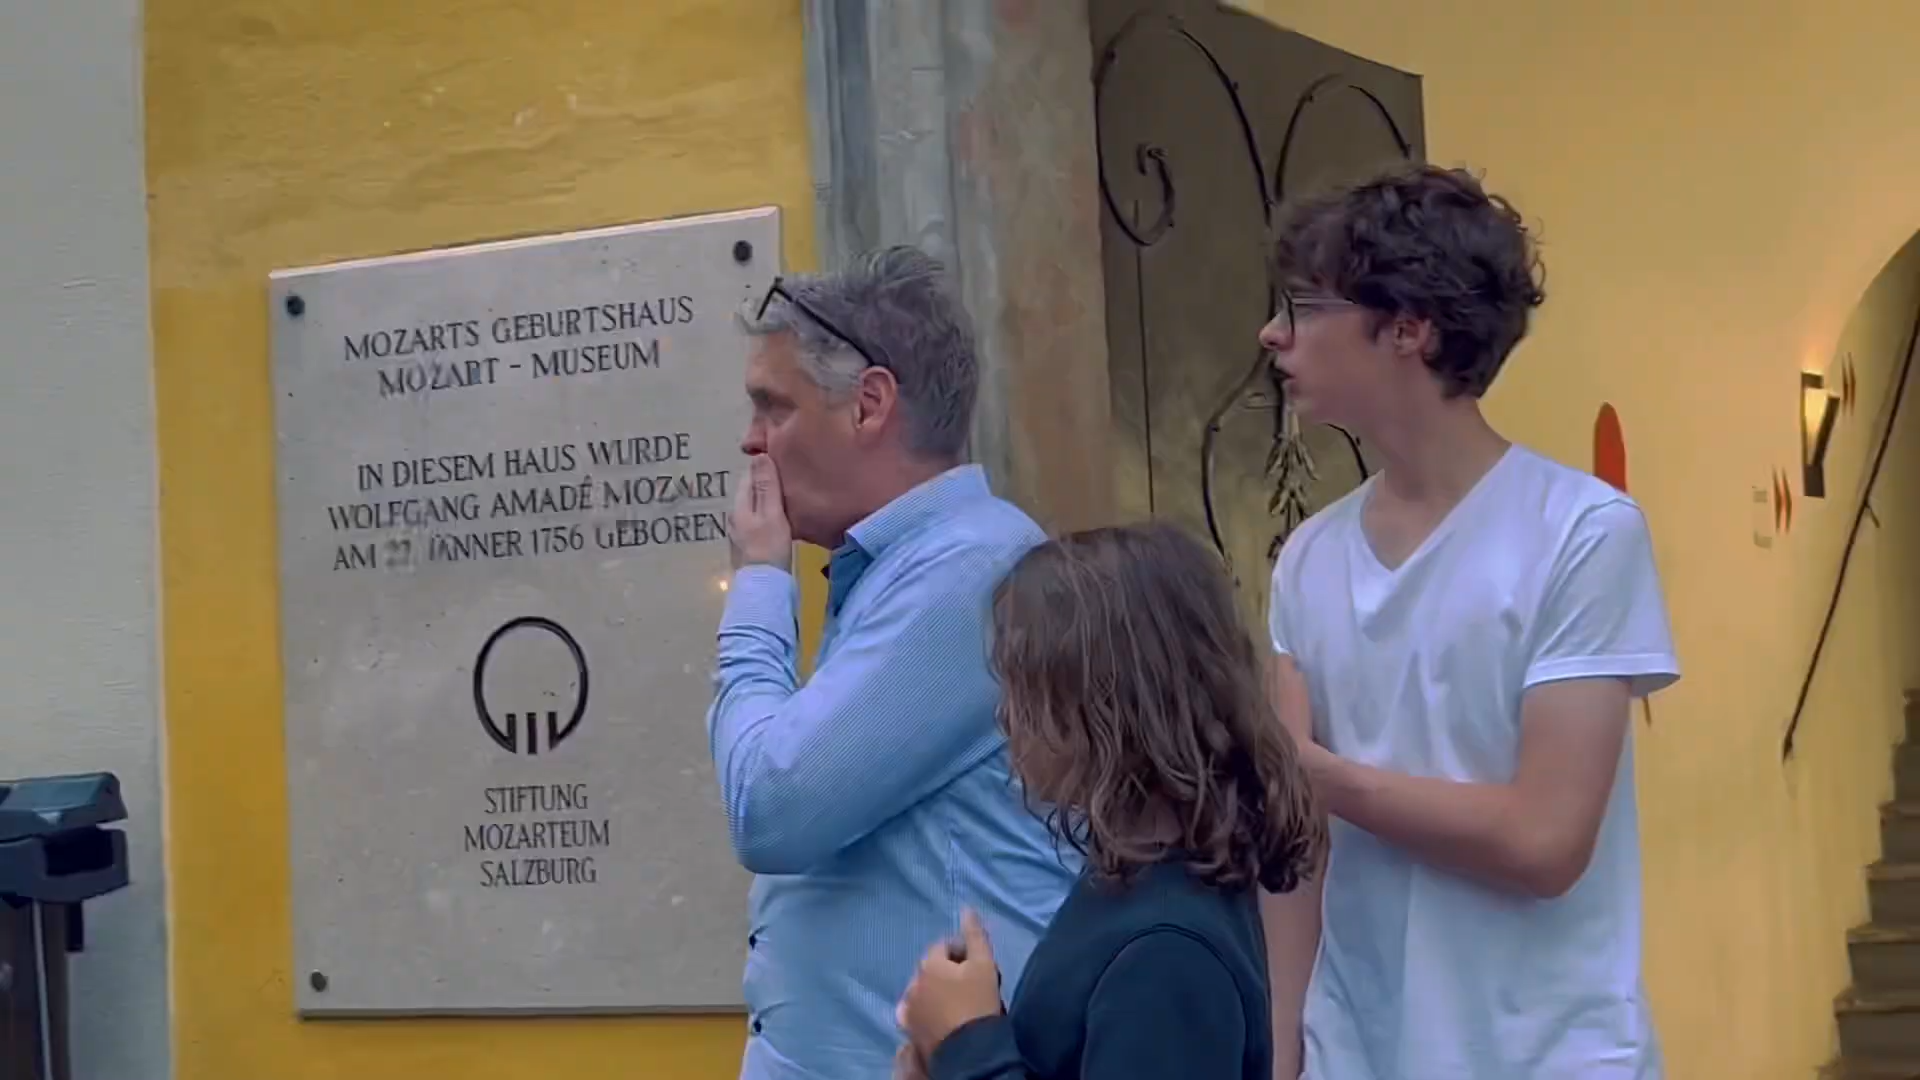 MOZARTS GEBURTSHAUS
MOZART - MUSEUM
IN DIESEM HAUS WURDE
WOLFGANG AMADÉ MOZART
AM 27. JÄNNER 1756 GEBOREN
STIFTUNG
MOZARTEUM
SALZBURG